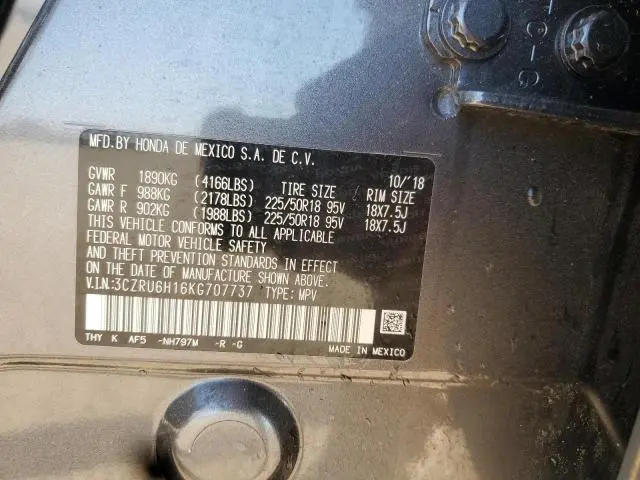 MFD.BY HONDA DE MEXICO S.A. DE C.V.
10/'18
GVWR 1890KG (4166LBS) TIRE SIZE RIM SIZE
GAWR F 988KG (2178LBS) 225/50R18 95V 18X7.5J
GAWR R 902KG (1988LBS) 225/50R18 95V 18X7.5J
THIS VEHICLE CONFORMS TO ALL APPLICABLE
FEDERAL MOTOR VEHICLE SAFETY
AND THEFT PREVENTION STANDARDS IN EFFECT
ON THE DATE OF MANUFACTURE SHOWN ABOVE.
V.I.N:3CZRU6H16KG707737 TYPE: MPV
THY K AF5 -NH797M -R -G
MADE IN MEXICO